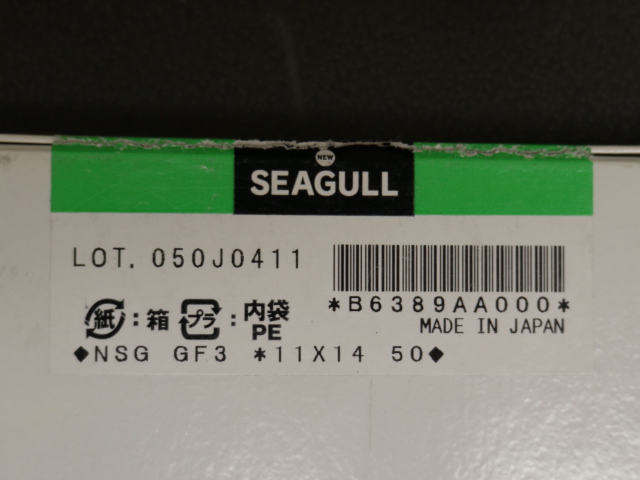 NEW
SEAGULL
LOT. 050J0411
*B6389AA000*
MADE IN JAPAN
紙:箱 プラ:内袋
PE
◆NSG GF3 *11X14 50◆